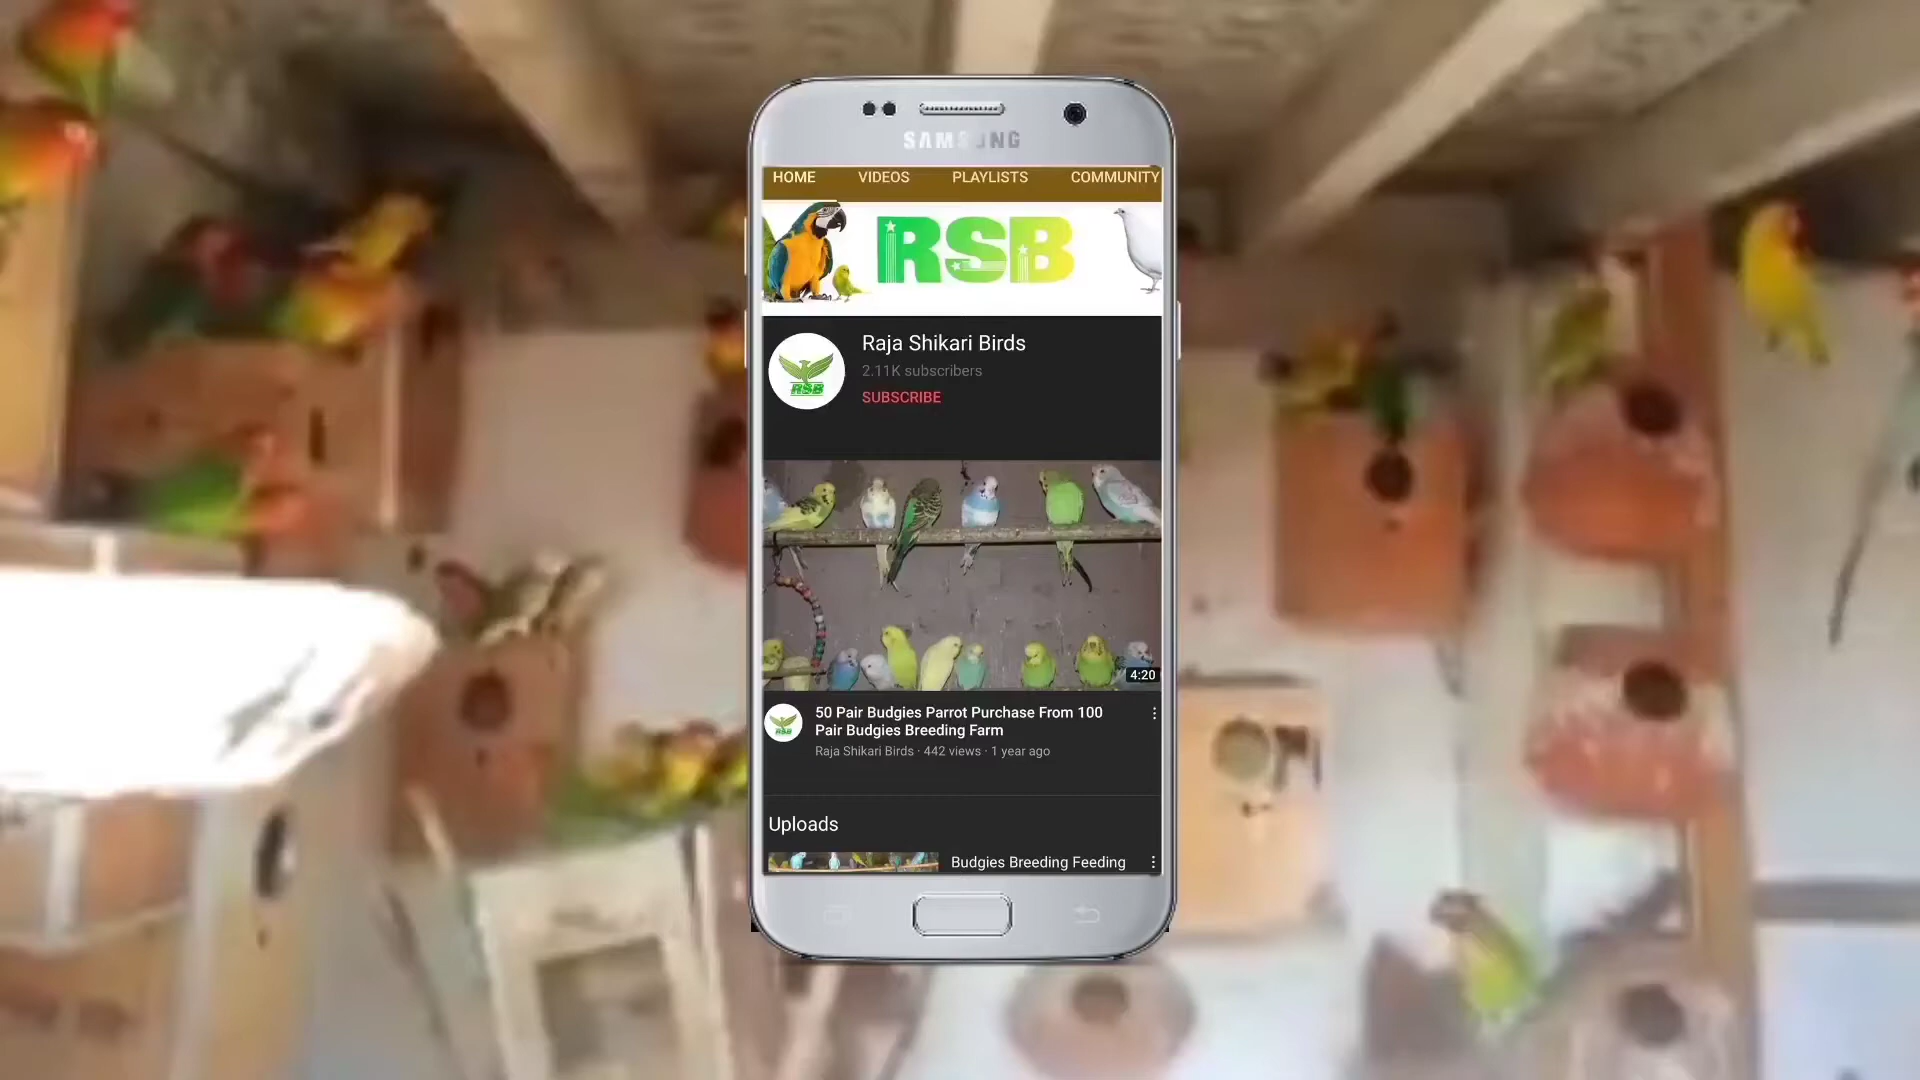 SAMSUNG
HOME VIDEOS PLAYLISTS COMMUNITY
RSB
Raja Shikari Birds
2.11K subscribers
RSB
SUBSCRIBE
4:20
50 Pair Budgies Parrot Purchase From 100
Pair Budgies Breeding Farm
RSB
Raja Shikari Birds · 442 views · 1 year ago
Uploads
Budgies Breeding Feeding